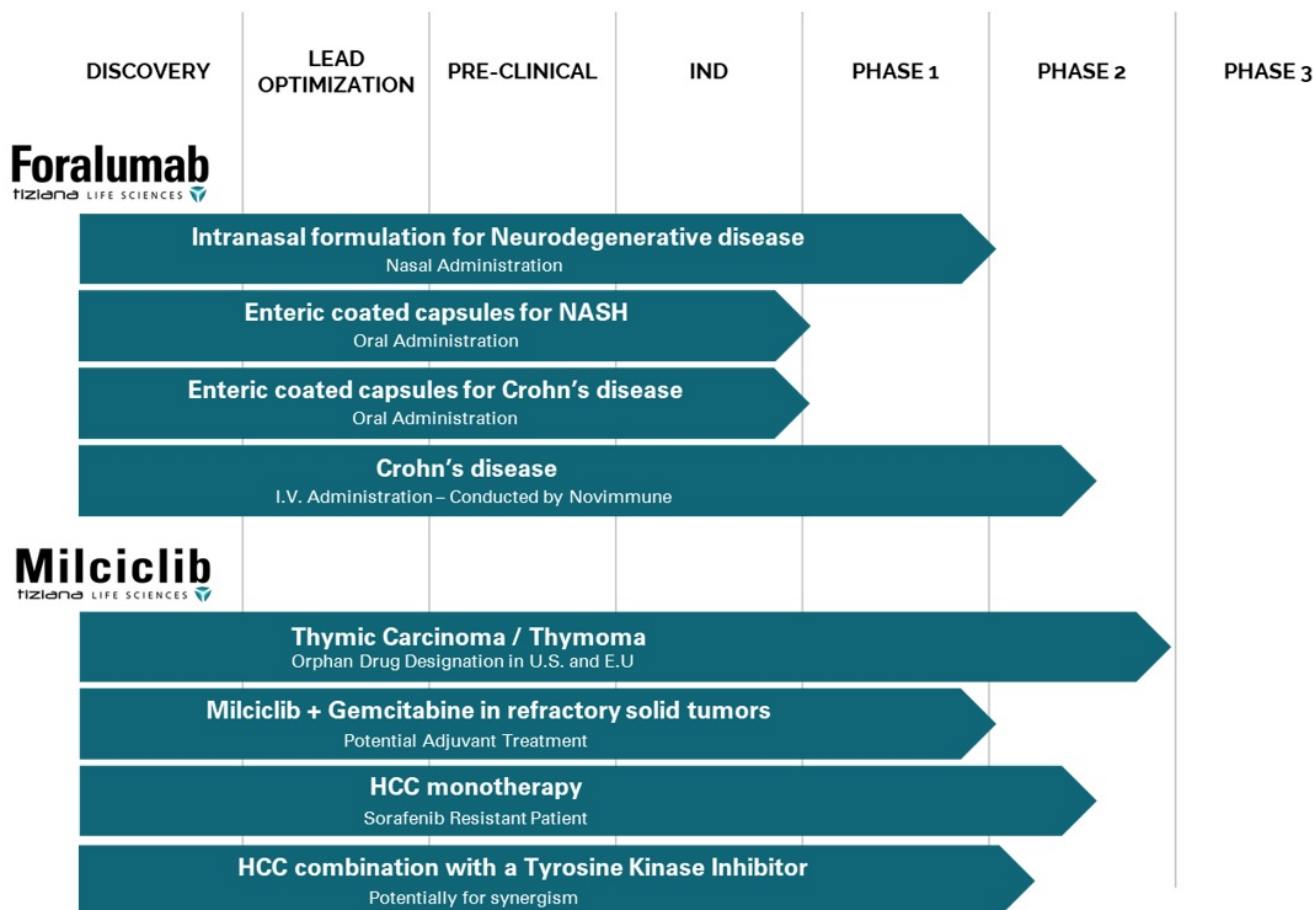 DISCOVERY
LEAD
OPTIMIZATION
PRE-CLINICAL
IND
PHASE 1
PHASE 2
PHASE 3
Foralumab
tiziana LIFE SCIENCES
Intranasal formulation for Neurodegenerative disease
Nasal Administration
Enteric coated capsules for NASH
Oral Administration
Enteric coated capsules for Crohn's disease
Oral Administration
Crohn's disease
I.V. Administration – Conducted by Novimmune
Milciclib
tiziana LIFE SCIENCES
Thymic Carcinoma / Thymoma
Orphan Drug Designation in U.S. and E.U
Milciclib + Gemcitabine in refractory solid tumors
Potential Adjuvant Treatment
HCC monotherapy
Sorafenib Resistant Patient
HCC combination with a Tyrosine Kinase Inhibitor
Potentially for synergism